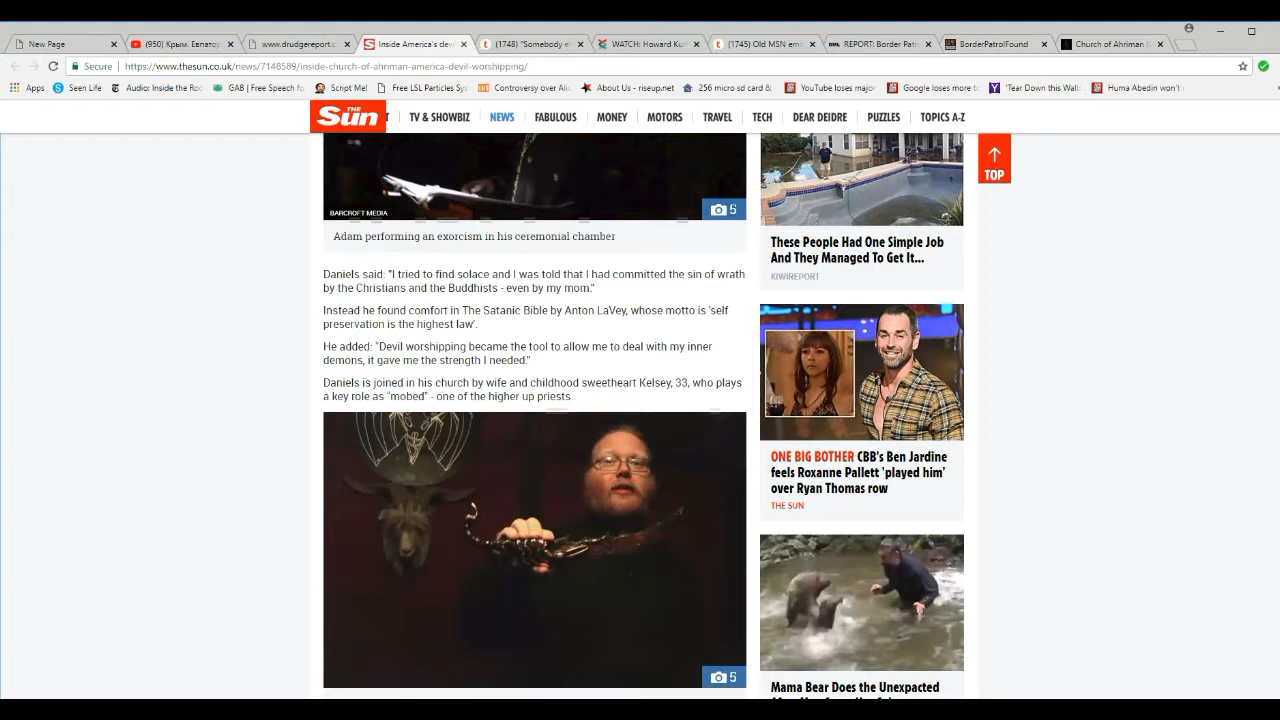 New Page
(950) Крым. Евпатор
www.drudgereport.c
Inside America's devi
(1748) "Somebody el
WATCH: Howard Kur
(1745) Old MSN emo
REPORT: Border Patr
BorderPatrolFound
Church of Ahriman (H
Secure
https://www.thesun.co.uk/news/7148589/inside-church-of-ahriman-america-devil-worshipping/
Apps
Seen Life
Audio: Inside the Ro
GAB | Free Speech So
Script Mel
Free LSL Particles Sys
Controversy over Ali
About Us - riseup.net
256 micro sd card &
YouTube loses major
Google loses more to
'Tear Down this Wall
Huma Abedin won't
THE Sun
TV & SHOWBIZ
NEWS
FABULOUS
MONEY
MOTORS
TRAVEL
TECH
DEAR DEIDRE
PUZZLES
TOPICS A-Z
BARCROFT MEDIA
5
Adam performing an exorcism in his ceremonial chamber
Daniels said: "I tried to find solace and I was told that I had committed the sin of wrath
by the Christians and the Buddhists - even by my mom."
Instead he found comfort in The Satanic Bible by Anton LaVey, whose motto is 'self
preservation is the highest law'.
He added: "Devil worshipping became the tool to allow me to deal with my inner
demons, it gave me the strength I needed."
Daniels is joined in his church by wife and childhood sweetheart Kelsey, 33, who plays
a key role as "mobed" - one of the higher up priests.
5
TOP
These People Had One Simple Job
And They Managed To Get It...
KIWIREPORT
ONE BIG BOTHER CBB's Ben Jardine
feels Roxanne Pallett 'played him'
over Ryan Thomas row
THE SUN
Mama Bear Does the Unexpected